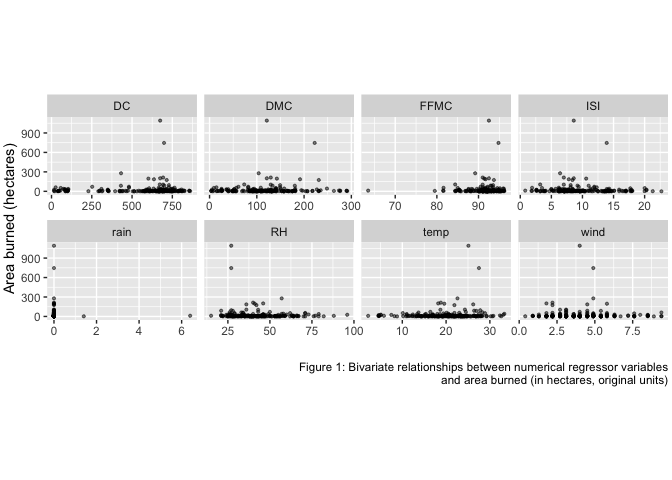 Area burned (hectares)
DC DMC FFMC ISI
900
600
300
0
0 250 500 750 0 100 200 300 70 80 90 0 5 10 15 20
rain RH temp wind
900
600
300
0
0 2 4 6 25 50 75 100 10 20 30 0.0 2.5 5.0 7.5
Figure 1: Bivariate relationships between numerical regressor variables
and area burned (in hectares, original units)